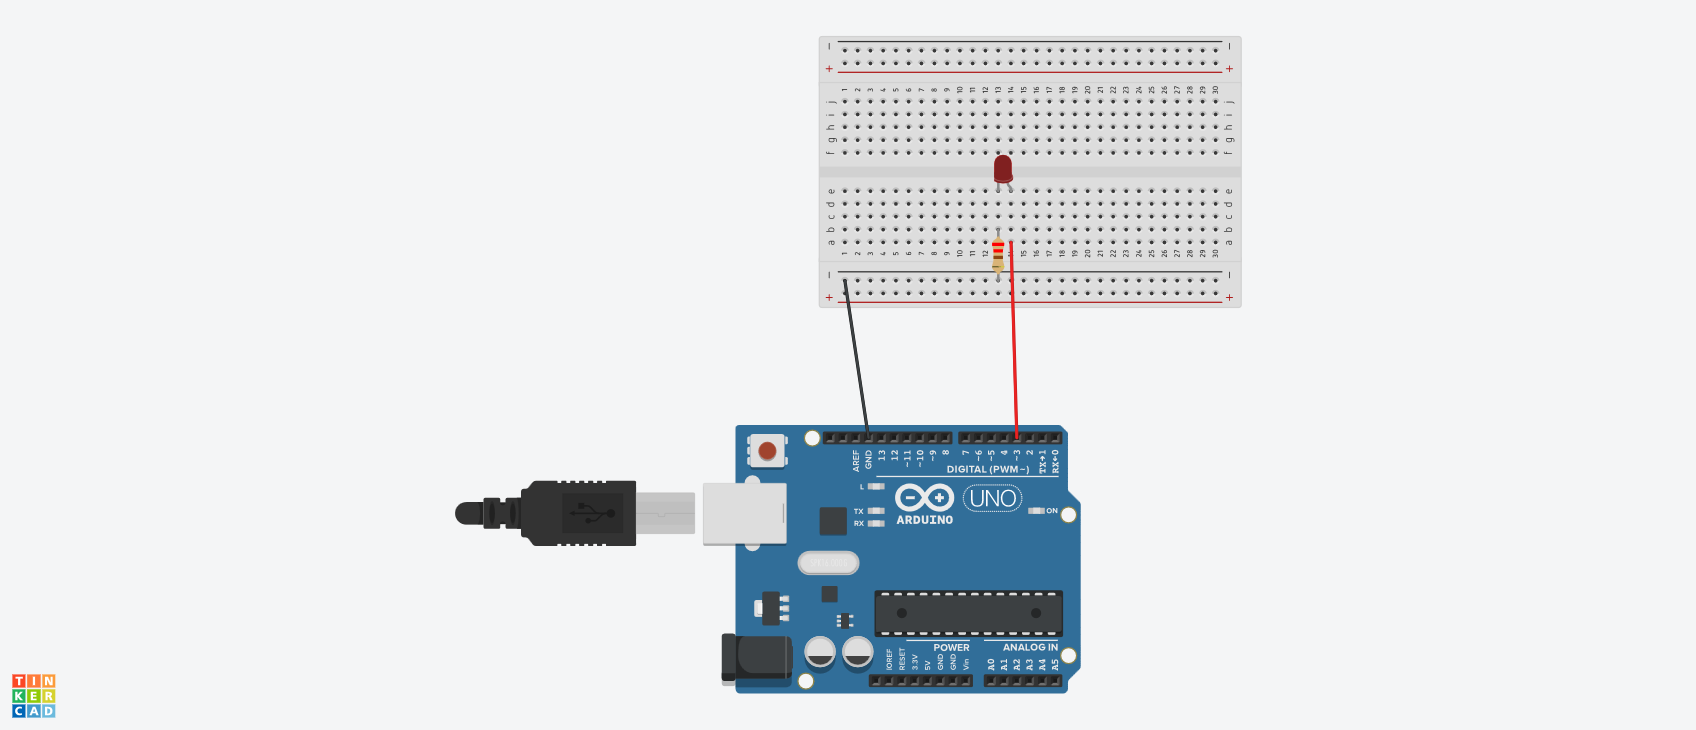 − −
+ +
1 2 3 4 5 6 7 8 9 10 11 12 13 14 15 16 17 18 19 20 21 22 23 24 25 26 27 28 29 30
j j
i i
h h
g g
f f
e e
d d
c c
b b
a a
1 2 3 4 5 6 7 8 9 10 11 12 15 16 17 18 19 20 21 22 23 24 25 26 27 28 29 30
− −
+ +
AREF GND 13 12 ~11 ~10 ~9 8 7 ~6 ~5 4 ~3 2 TX→1 RX←0
DIGITAL (PWM~)
L
TX
RX
ARDUINO
UNO
ON
POWER
ANALOG IN
IOREF RESET 3.3V 5V GND GND Vin A0 A1 A2 A3 A4 A5
TIN
KER
CAD